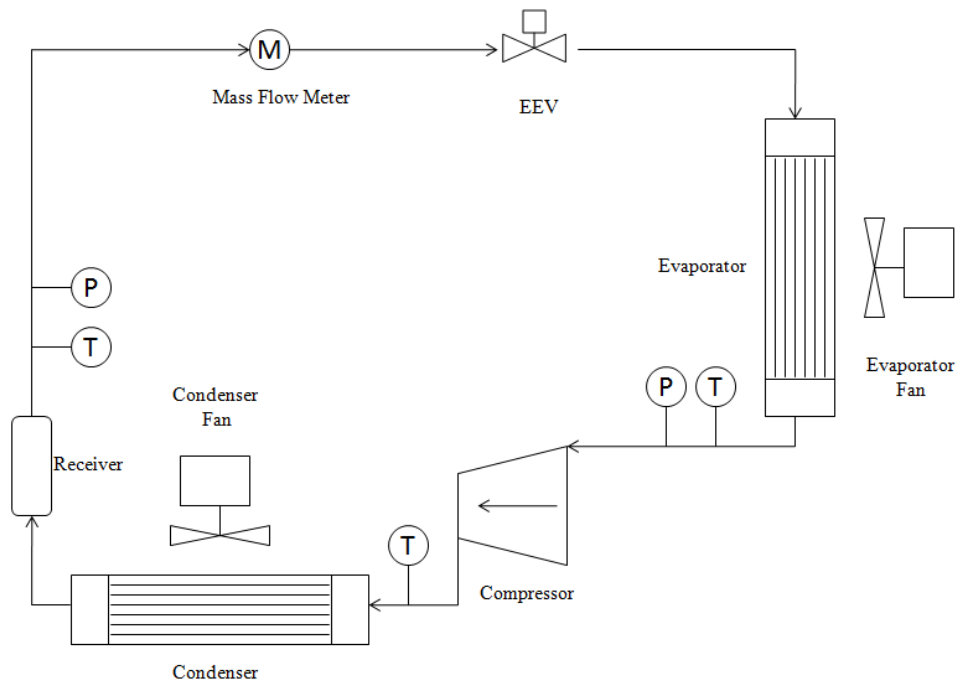 M
Mass Flow Meter
EEV
P
T
Evaporator
Evaporator
Fan
Condenser
Fan
P
T
Receiver
T
Compressor
Condenser